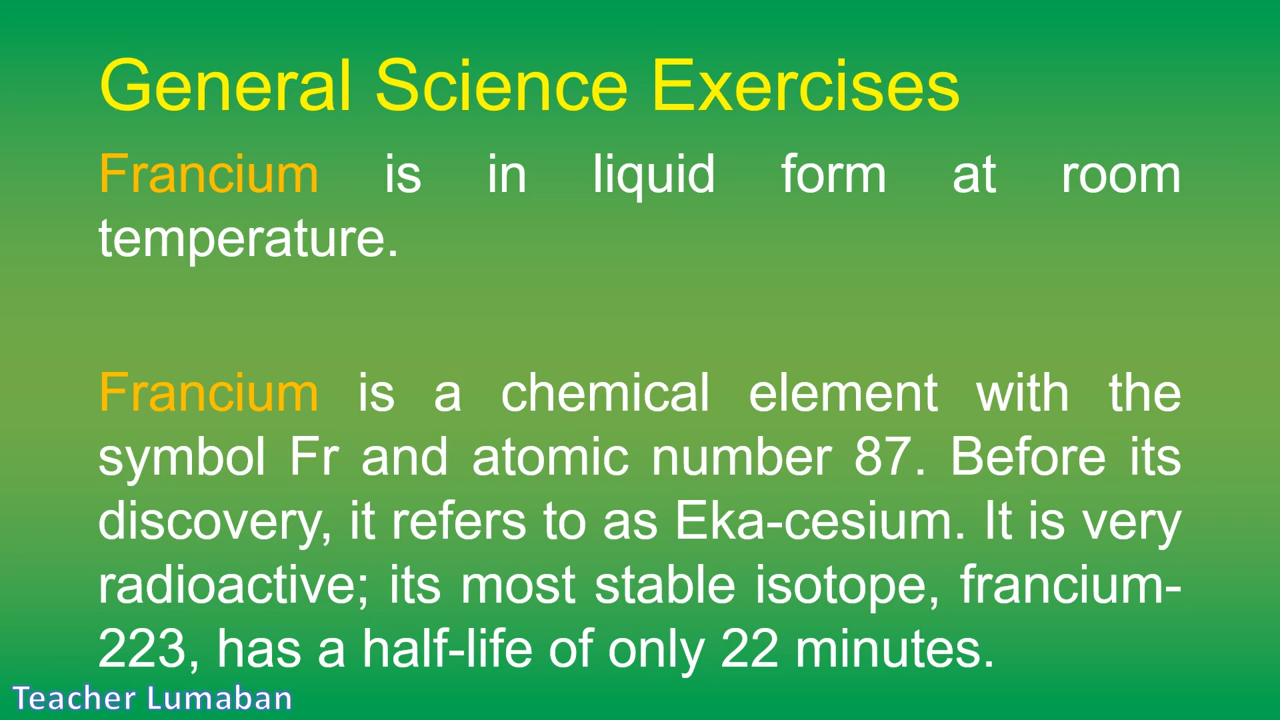 General Science Exercises
Francium is in liquid form at room
temperature.
Francium is a chemical element with the
symbol Fr and atomic number 87. Before its
discovery, it refers to as Eka-cesium. It is very
radioactive; its most stable isotope, francium-
223, has a half-life of only 22 minutes.
Teacher Lumaban